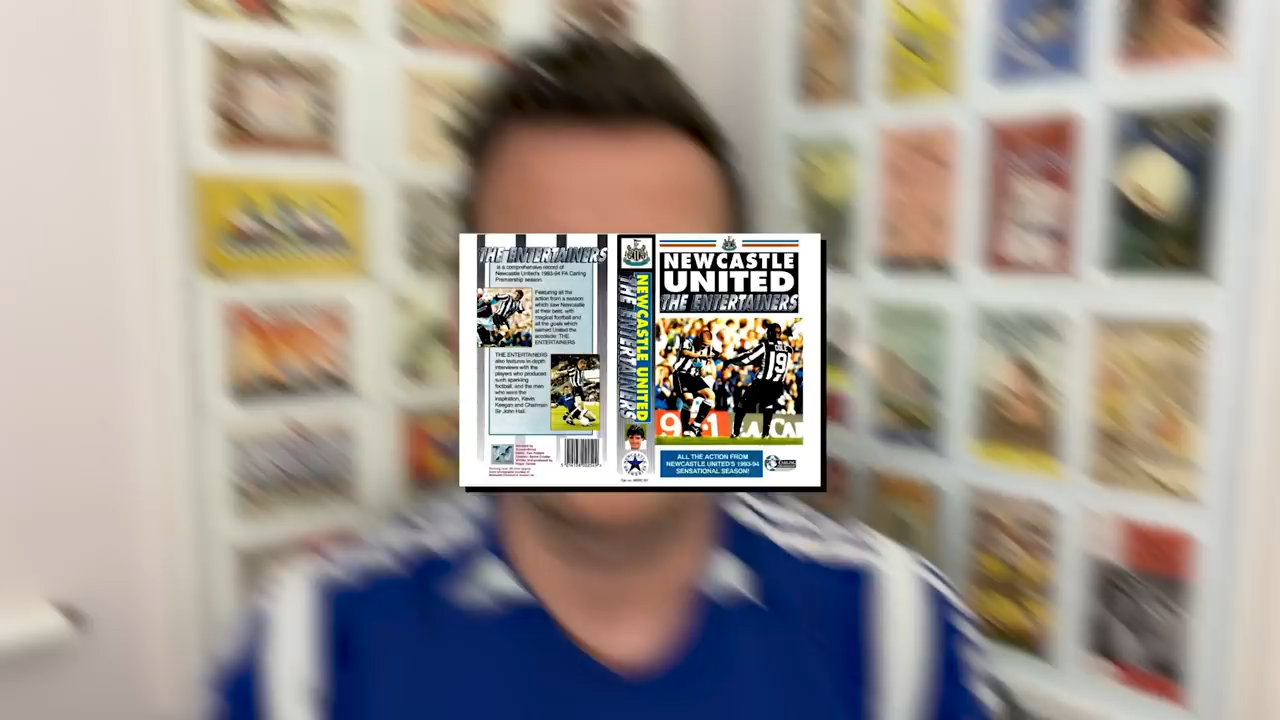 THE ENTERTAINERS
is a comprehensive record of
Newcastle United's 1993-94 FA Carling
Premiership season.
Featuring all the
action from a season
which saw Newcastle
at their best, with
magical football and
all the goals which
earned United the
accolade: THE
ENTERTAINERS
THE ENTERTAINERS
also features in-depth
interviews with the
players who produced
such sparkling
football, and the men
who were the
inspiration, Kevin
Keegan and Chairman
Sir John Hall.
NEWCASTLE UNITED
THE ENTERTAINERS
NEWCASTLE
UNITED
THE ENTERTAINERS
COLE
19
ALL THE ACTION FROM
NEWCASTLE UNITED'S 1993-94
SENSATIONAL SEASON!